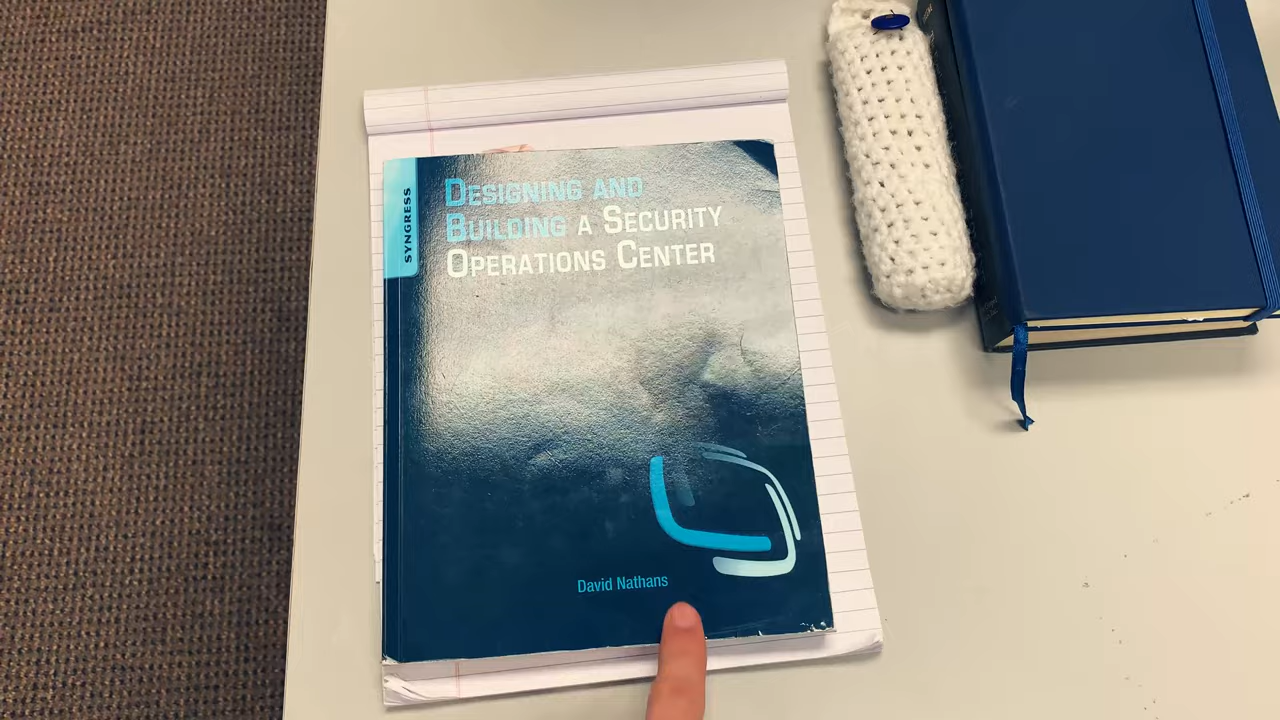 SYNGRESS
DESIGNING AND
BUILDING A SECURITY
OPERATIONS CENTER
David Nathans